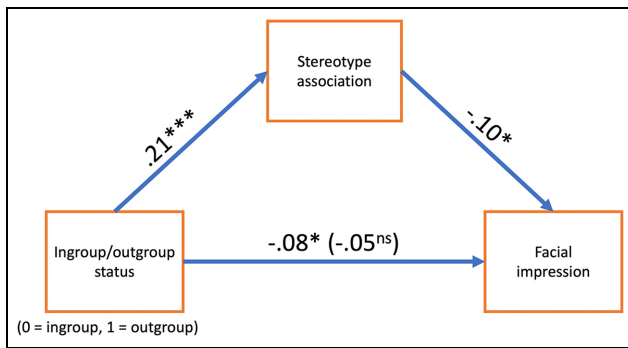 Stereotype
association
.21***
-.10*
Ingroup/outgroup
status
-.08* (-.05ns)
Facial
impression
(0 = ingroup, 1 = outgroup)